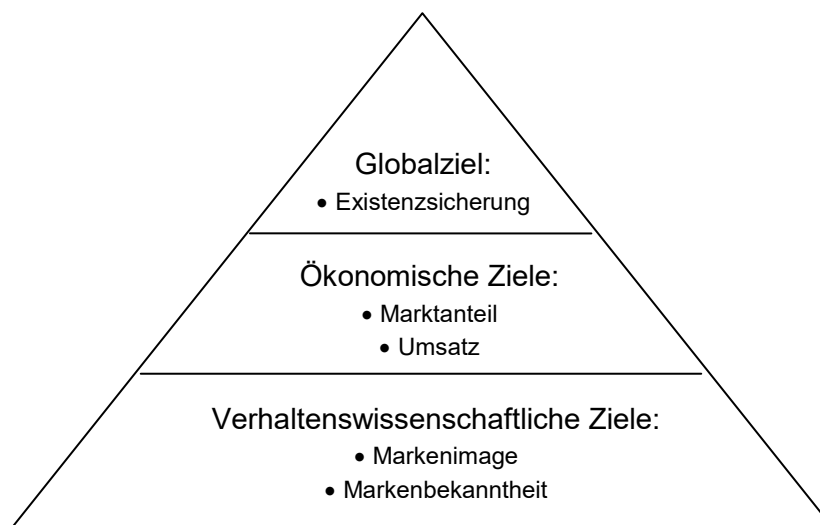 Globalziel:
• Existenzsicherung
Ökonomische Ziele:
• Marktanteil
• Umsatz
Verhaltenswissenschaftliche Ziele:
• Markenimage
• Markenbekanntheit